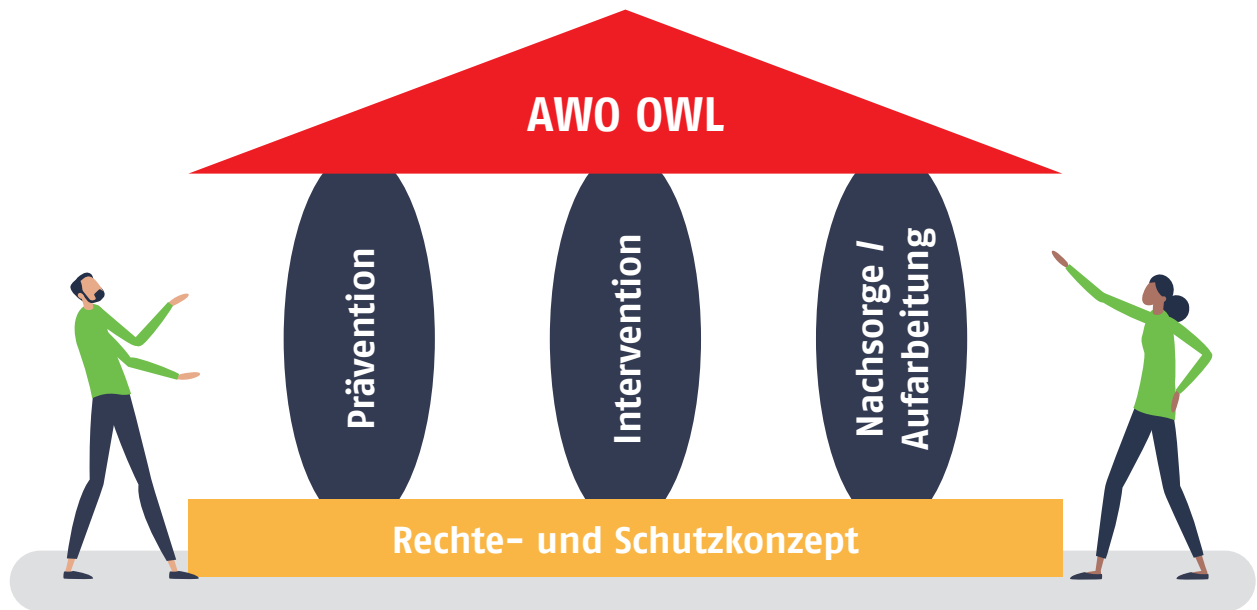 AWO OWL
Prävention
Intervention
Nachsorge /
Aufarbeitung
Rechte- und Schutzkonzept